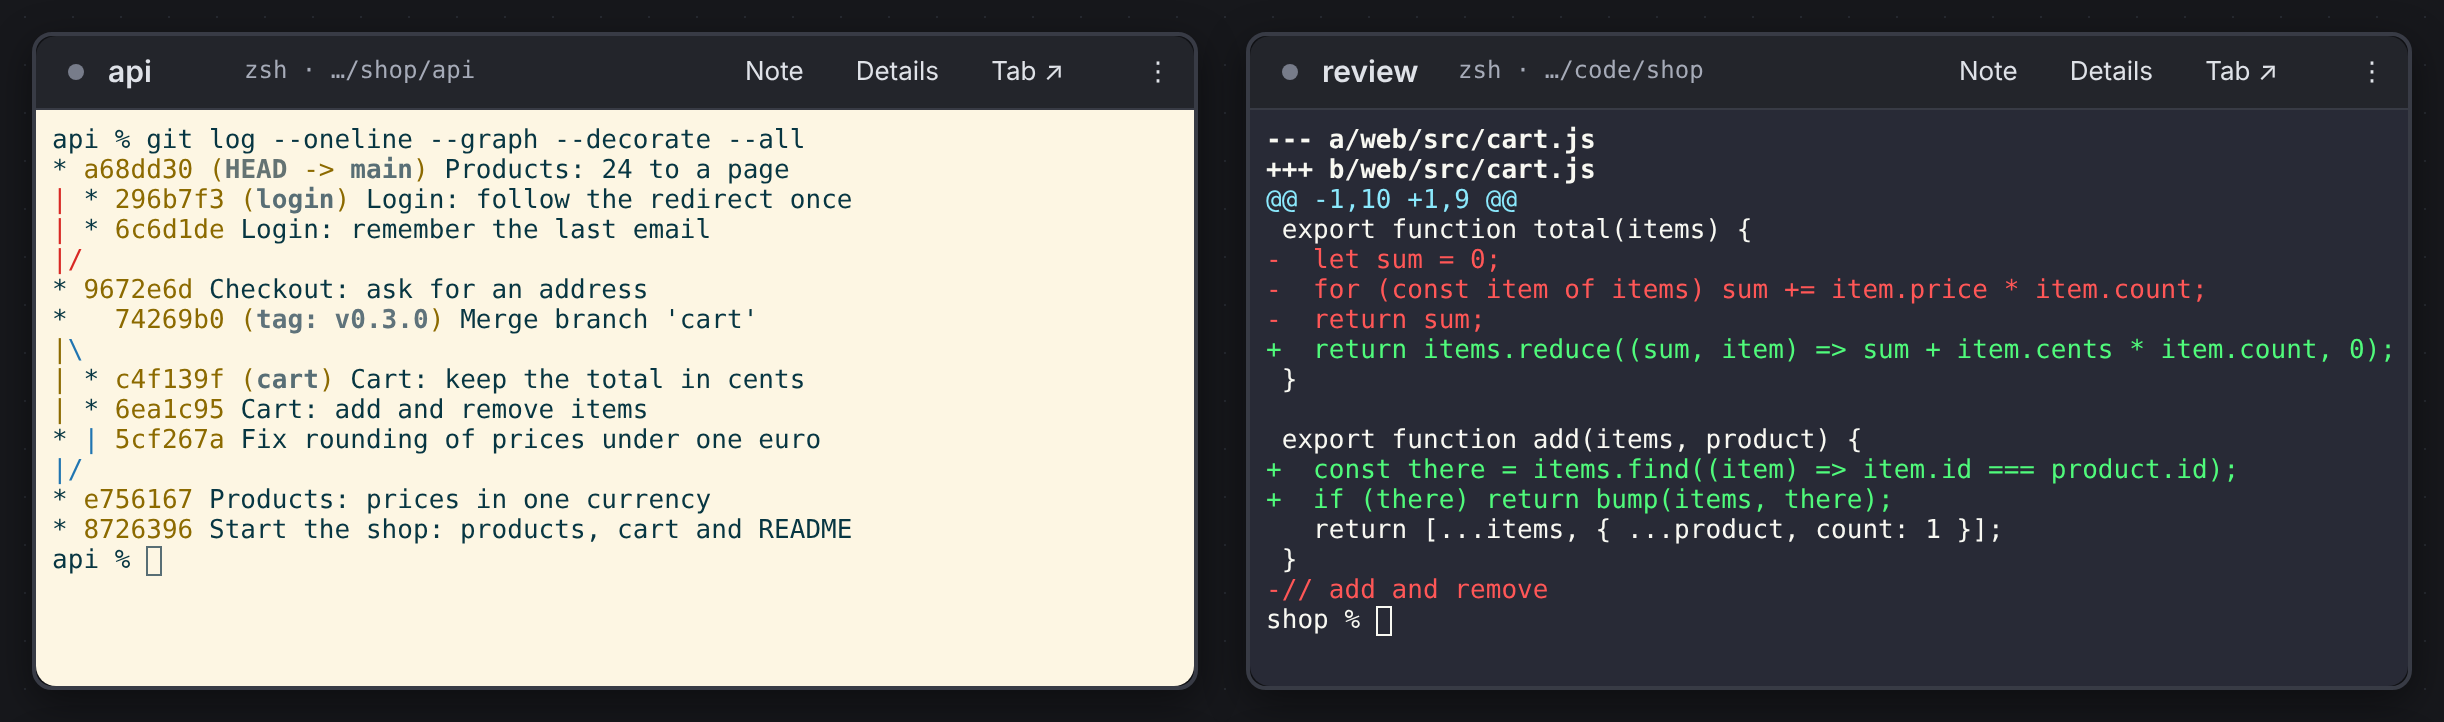 api zsh · …/shop/api Note Details Tab ↗ ⋮
api % git log --oneline --graph --decorate --all
* a68dd30 (HEAD -> main) Products: 24 to a page
| * 296b7f3 (login) Login: follow the redirect once
| * 6c6d1de Login: remember the last email
|/
* 9672e6d Checkout: ask for an address
*   74269b0 (tag: v0.3.0) Merge branch 'cart'
|\
| * c4f139f (cart) Cart: keep the total in cents
| * 6ea1c95 Cart: add and remove items
* | 5cf267a Fix rounding of prices under one euro
|/
* e756167 Products: prices in one currency
* 8726396 Start the shop: products, cart and README
api %
review zsh · …/code/shop Note Details Tab ↗ ⋮
--- a/web/src/cart.js
+++ b/web/src/cart.js
@@ -1,10 +1,9 @@
 export function total(items) {
-  let sum = 0;
-  for (const item of items) sum += item.price * item.count;
-  return sum;
+  return items.reduce((sum, item) => sum + item.cents * item.count, 0);
 }

 export function add(items, product) {
+  const there = items.find((item) => item.id === product.id);
+  if (there) return bump(items, there);
   return [...items, { ...product, count: 1 }];
 }
-// add and remove
shop %